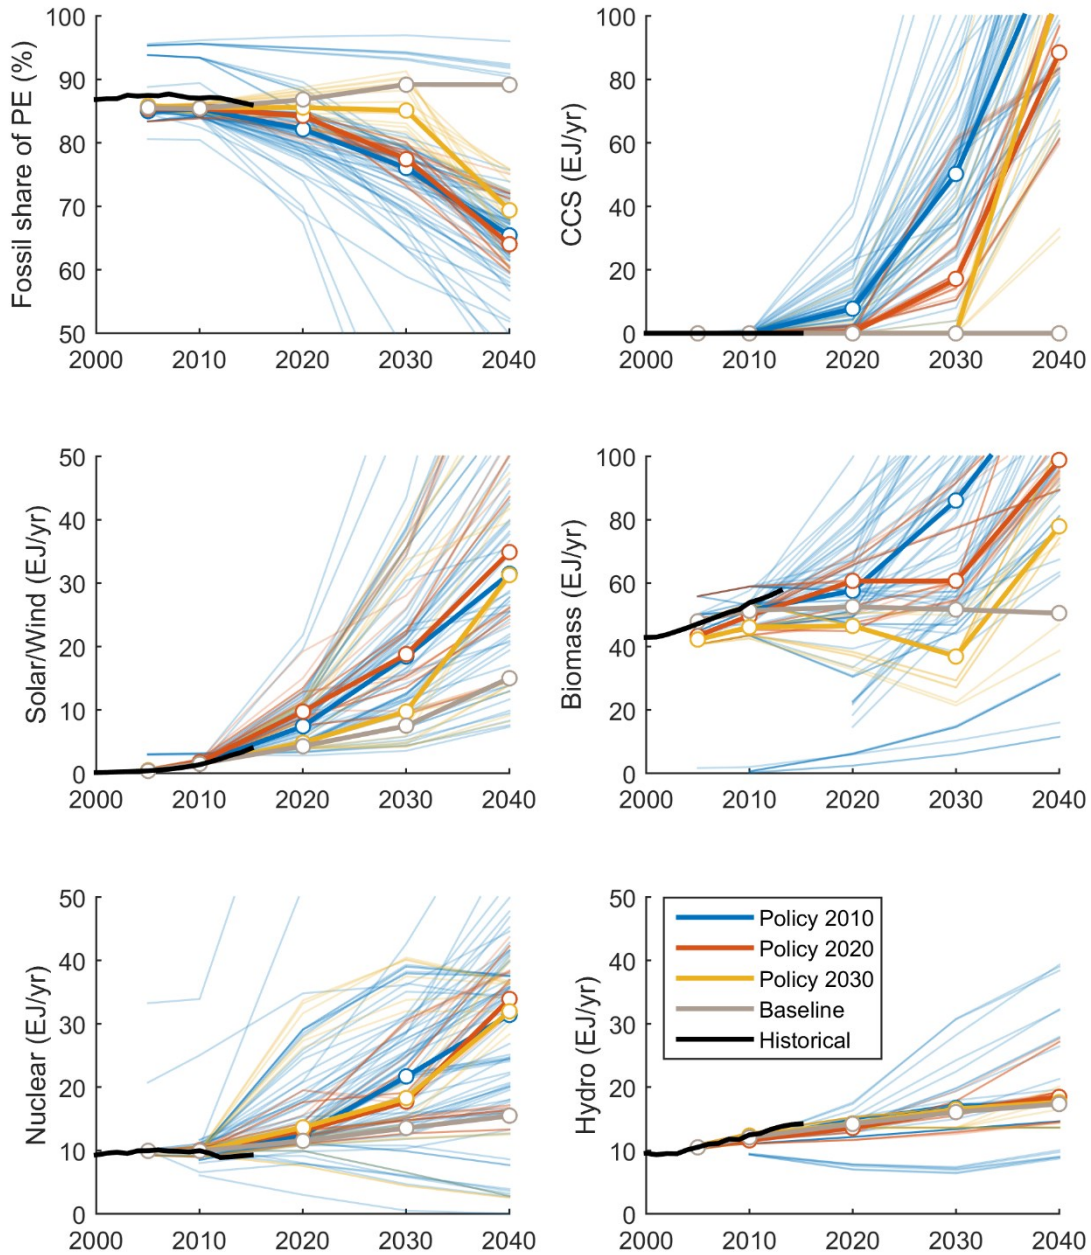 Fossil share of PE (%)
100
90
80
70
60
50
2000 2010 2020 2030 2040
CCS (EJ/yr)
100
80
60
40
20
0
2000 2010 2020 2030 2040
Solar/Wind (EJ/yr)
50
40
30
20
10
0
2000 2010 2020 2030 2040
Biomass (EJ/yr)
100
80
60
40
20
0
2000 2010 2020 2030 2040
Nuclear (EJ/yr)
50
40
30
20
10
0
2000 2010 2020 2030 2040
Hydro (EJ/yr)
50
40
30
20
10
0
2000 2010 2020 2030 2040
Policy 2010
Policy 2020
Policy 2030
Baseline
Historical